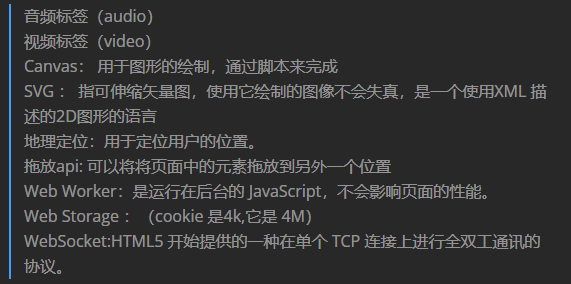 音频标签（audio）
视频标签（video）
Canvas： 用于图形的绘制，通过脚本来完成
SVG ：指可伸缩矢量图，使用它绘制的图像不会失真，是一个使用XML 描
述的2D图形的语言
地理定位：用于定位用户的位置。
拖放api: 可以将将页面中的元素拖放到另外一个位置
Web Worker：是运行在后台的 JavaScript，不会影响页面的性能。
Web Storage ：（cookie 是4k,它是 4M）
WebSocket:HTML5 开始提供的一种在单个 TCP 连接上进行全双工通讯的
协议。